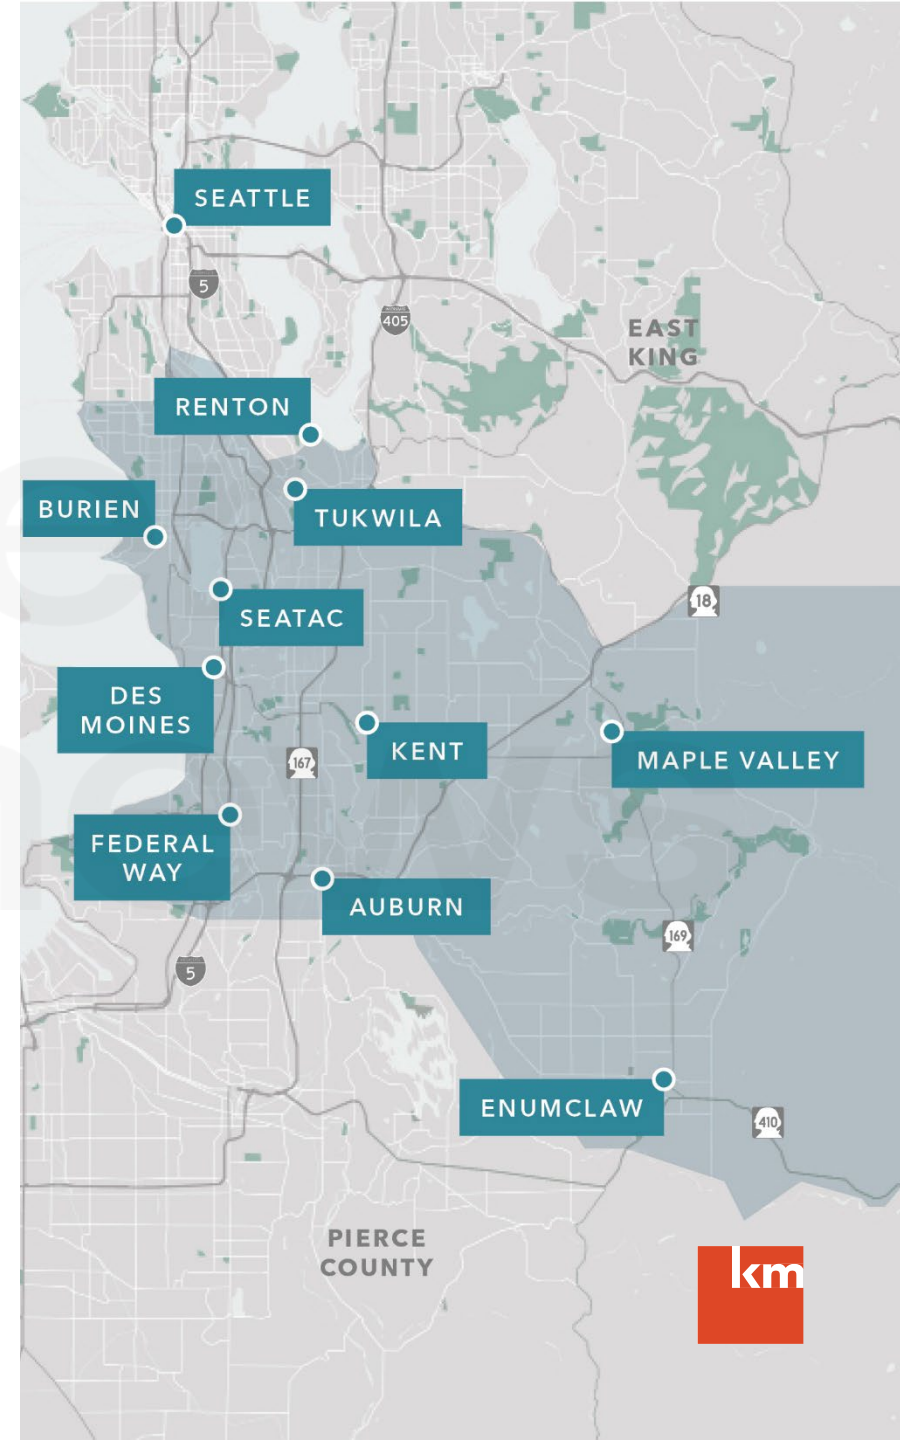 SEATTLE
5
405
EAST
KING
RENTON
BURIEN
TUKWILA
18
SEATAC
DES
MOINES
KENT
167
MAPLE VALLEY
FEDERAL
WAY
AUBURN
169
5
ENUMCLAW
410
PIERCE
COUNTY
km